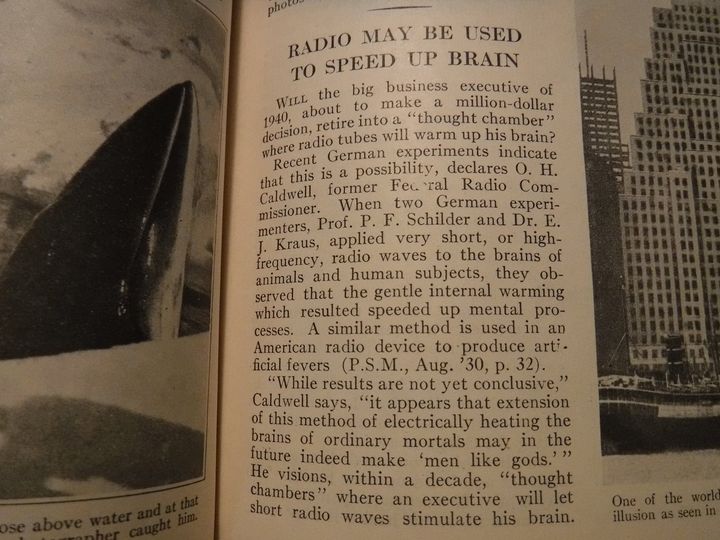 photos
RADIO MAY BE USED
TO SPEED UP BRAIN
WILL the big business executive of
1940, about to make a million-dollar
decision, retire into a "thought chamber"
where radio tubes will warm up his brain?
Recent German experiments indicate
that this is a possibility, declares O. H.
Caldwell, former Federal Radio Com-
missioner. When two German experi-
menters, Prof. P. F. Schilder and Dr. E.
J. Kraus, applied very short, or high-
frequency, radio waves to the brains of
animals and human subjects, they ob-
served that the gentle internal warming
which resulted speeded up mental pro-
cesses. A similar method is used in an
American radio device to produce arti-
ficial fevers (P.S.M., Aug. '30, p. 32).
"While results are not yet conclusive,"
Caldwell says, "it appears that extension
of this method of electrically heating the
brains of ordinary mortals may in the
future indeed make 'men like gods.'"
He visions, within a decade, "thought
chambers" where an executive will let
short radio waves stimulate his brain.
ose above water and at that
tographer caught him.
One of the world
illusion as seen in